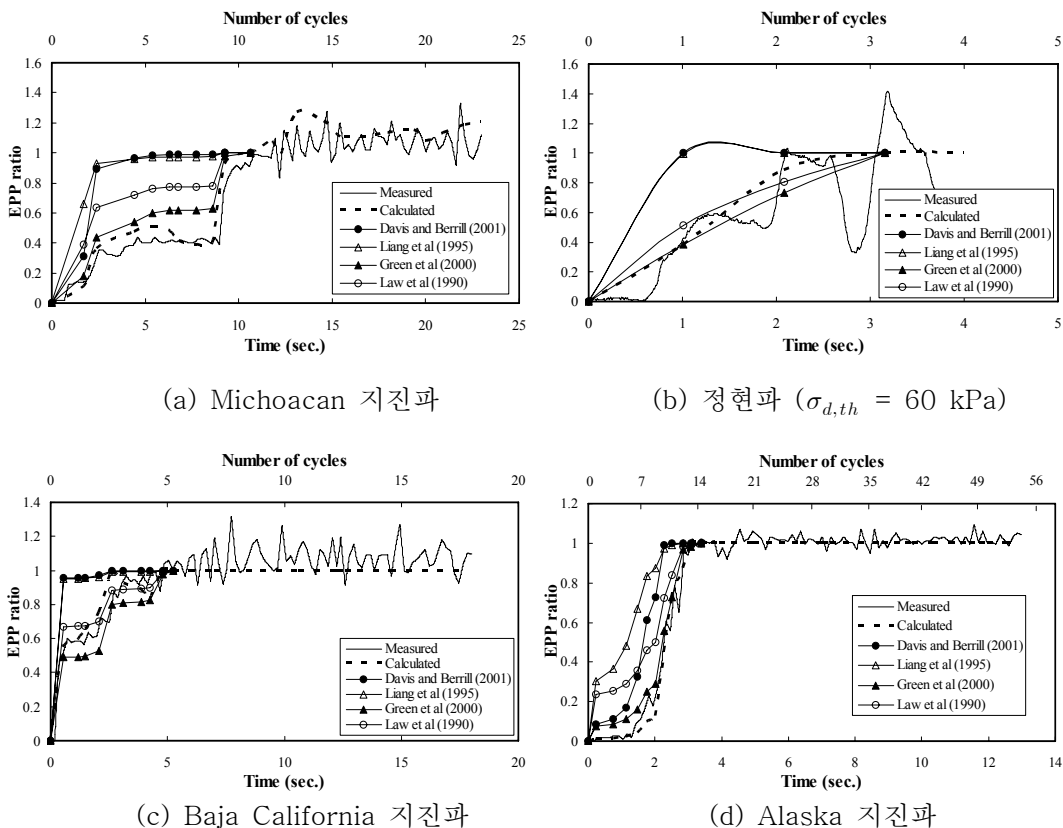 Number of cycles
0 5 10 15 20 25
EPP ratio
1.6
1.4
1.2
1
0.8
0.6
0.4
0.2
0
Measured
Calculated
Davis and Berrill (2001)
Liang et al (1995)
Green et al (2000)
Law et al (1990)
0 5 10 15 20 25
Time (sec.)
(a) Michoacan 지진파
Number of cycles
0 1 2 3 4 5
EPP ratio
1.6
1.4
1.2
1
0.8
0.6
0.4
0.2
0
Measured
Calculated
Davis and Berrill (2001)
Liang et al (1995)
Green et al (2000)
Law et al (1990)
0 1 2 3 4 5
Time (sec.)
(b) 정현파 (σd,th = 60 kPa)
Number of cycles
0 5 10 15 20
EPP ratio
1.4
1.2
1
0.8
0.6
0.4
0.2
0
Measured
Calculated
Davis and Berrill (2001)
Liang et al (1995)
Green et al (2000)
Law et al (1990)
0 5 10 15 20
Time (sec.)
(c) Baja California 지진파
Number of cycles
0 7 14 21 28 35 42 49 56
EPP ratio
1.2
1
0.8
0.6
0.4
0.2
0
Measured
Calculated
Davis and Berrill (2001)
Liang et al (1995)
Green et al (2000)
Law et al (1990)
0 2 4 6 8 10 12 14
Time (sec.)
(d) Alaska 지진파